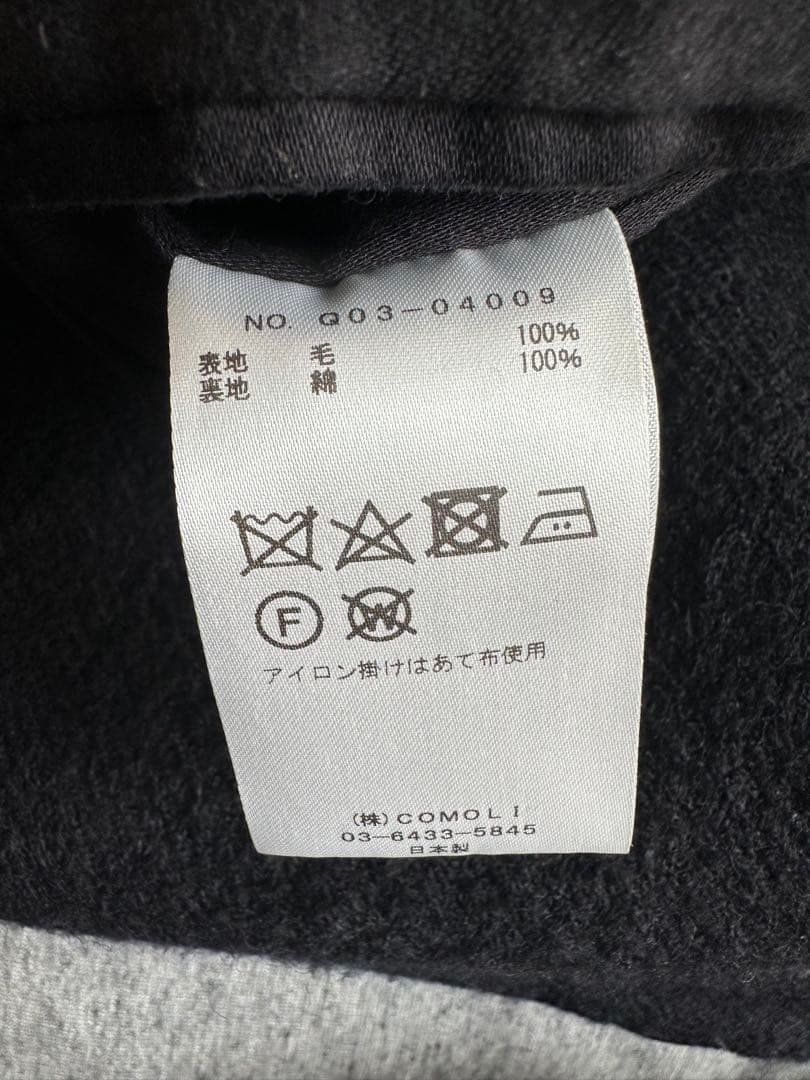 NO. Q03-04009
表地 毛 100%
裏地 綿 100%
F
W
アイロン掛けはあて布使用
(株)COMOLI
03-6433-5845
日本製